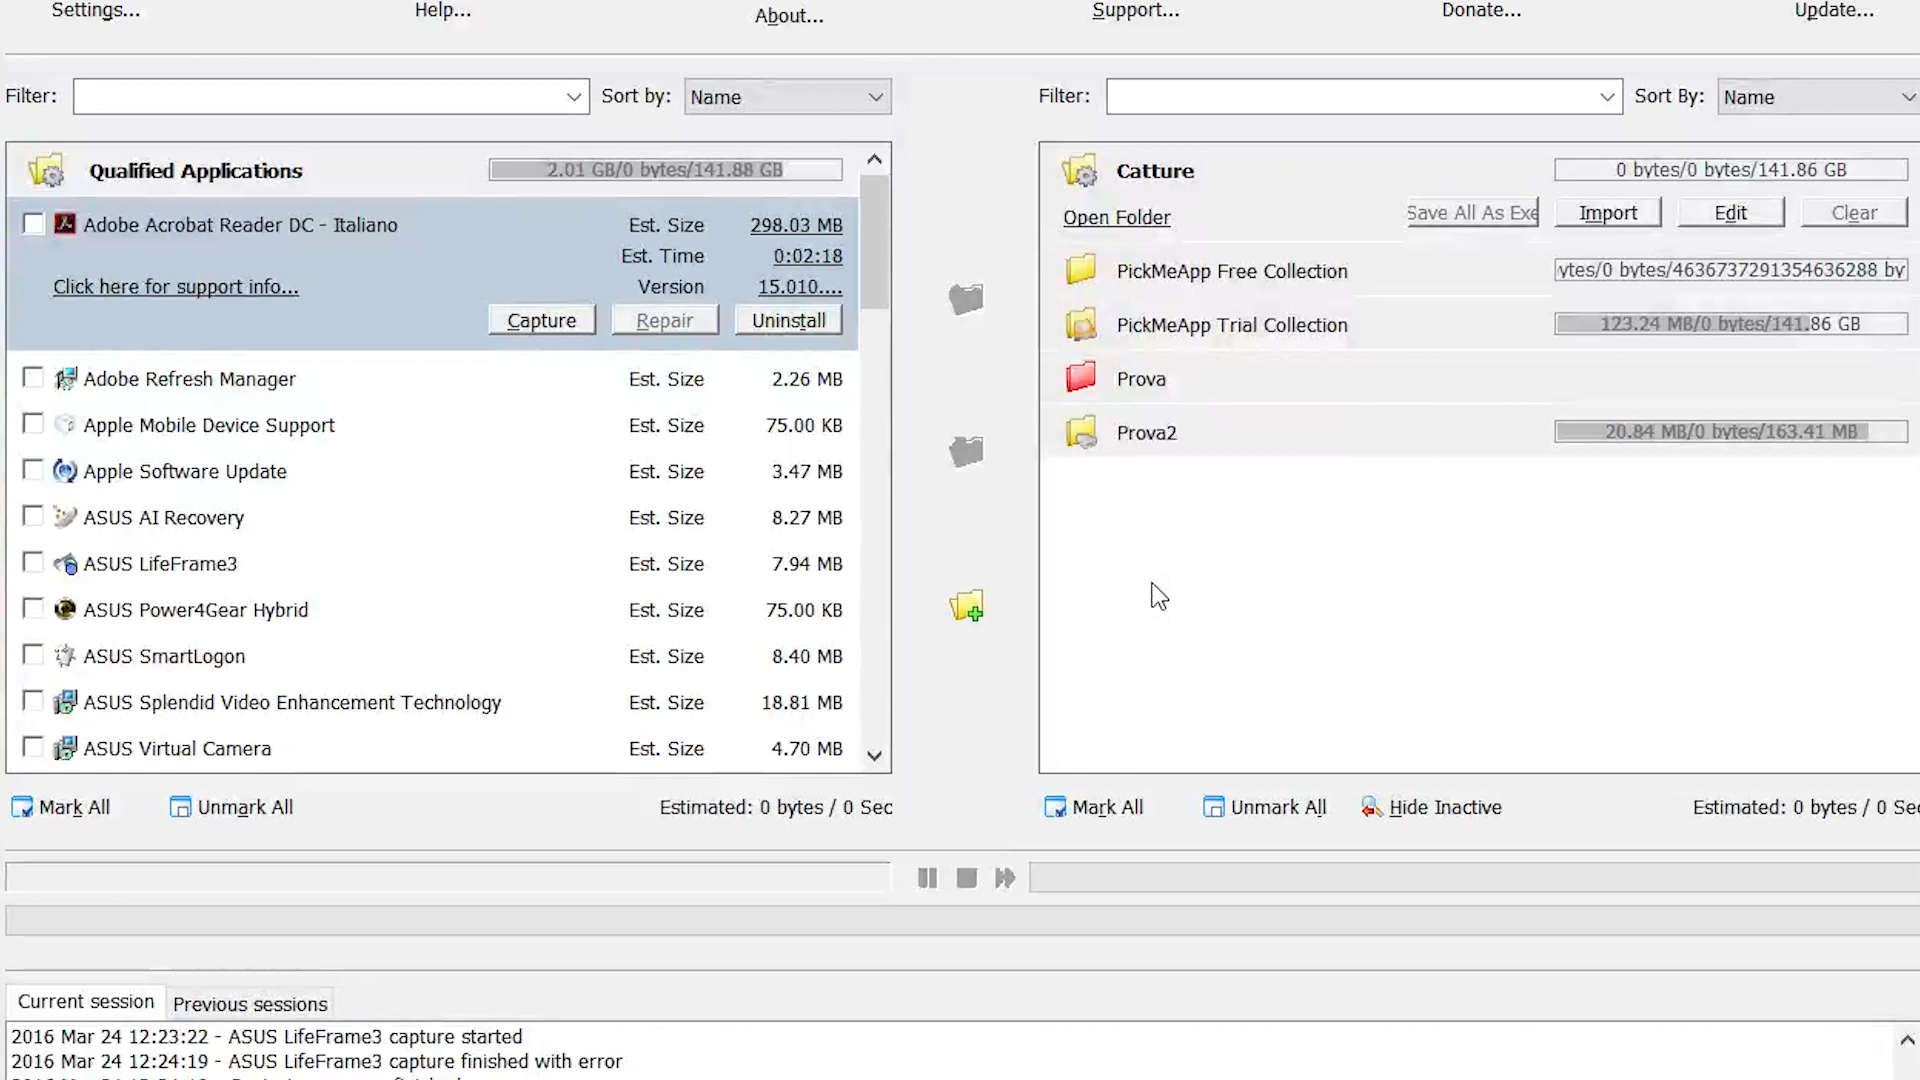 Settings... Help... About... Support... Donate... Update...
Filter: Sort by: Name Filter: Sort By: Name
Qualified Applications 2.01 GB/0 bytes/141.88 GB
Adobe Acrobat Reader DC - Italiano Est. Size 298.03 MB
Est. Time 0:02:18
Click here for support info... Version 15.010....
Capture Repair Uninstall
Adobe Refresh Manager Est. Size 2.26 MB
Apple Mobile Device Support Est. Size 75.00 KB
Apple Software Update Est. Size 3.47 MB
ASUS AI Recovery Est. Size 8.27 MB
ASUS LifeFrame3 Est. Size 7.94 MB
ASUS Power4Gear Hybrid Est. Size 75.00 KB
ASUS SmartLogon Est. Size 8.40 MB
ASUS Splendid Video Enhancement Technology Est. Size 18.81 MB
ASUS Virtual Camera Est. Size 4.70 MB
Mark All Unmark All Estimated: 0 bytes / 0 Sec
Catture 0 bytes/0 bytes/141.86 GB
Open Folder Save All As Exe Import Edit Clear
PickMeApp Free Collection ytes/0 bytes/4636737291354636288 by
PickMeApp Trial Collection 123.24 MB/0 bytes/141.86 GB
Prova
Prova2 20.84 MB/0 bytes/163.41 MB
Mark All Unmark All Hide Inactive Estimated: 0 bytes / 0 Sec
Current session Previous sessions
2016 Mar 24 12:23:22 - ASUS LifeFrame3 capture started
2016 Mar 24 12:24:19 - ASUS LifeFrame3 capture finished with error